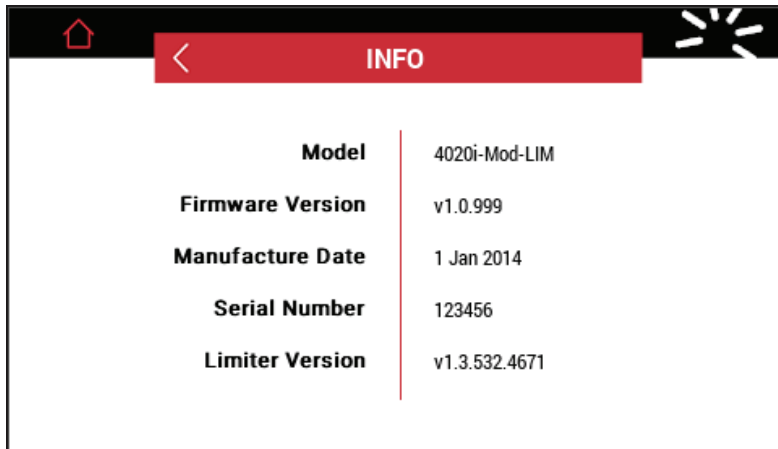 INFO
Model 4020i-Mod-LIM
Firmware Version v1.0.999
Manufacture Date 1 Jan 2014
Serial Number 123456
Limiter Version v1.3.532.4671